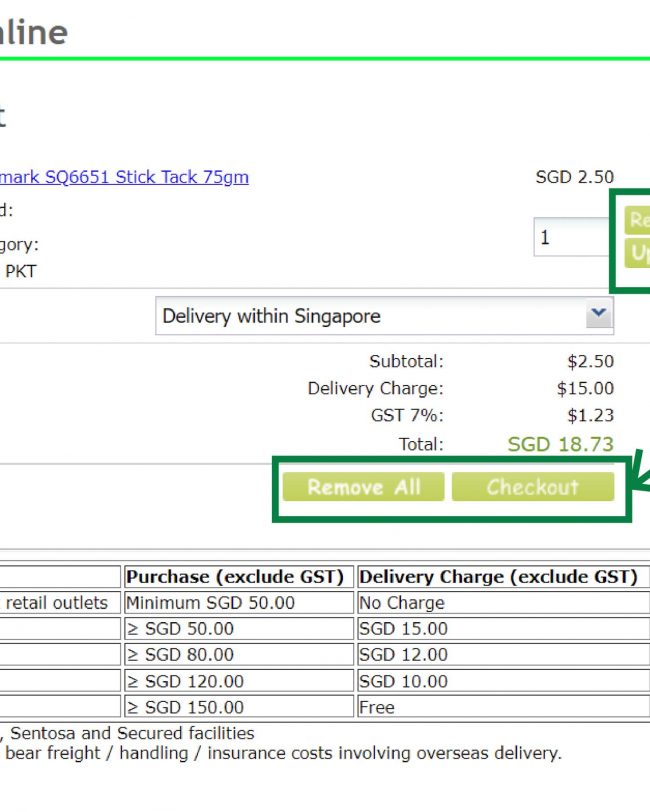 nline
t
mark SQ6651 Stick Tack 75gm SGD 2.50
d:
Re
gory: 1
Up
PKT
Delivery within Singapore
Subtotal: $2.50
Delivery Charge: $15.00
GST 7%: $1.23
Total: SGD 18.73
Remove All Checkout
Purchase (exclude GST) Delivery Charge (exclude GST)
retail outlets Minimum SGD 50.00 No Charge
≥ SGD 50.00 SGD 15.00
≥ SGD 80.00 SGD 12.00
≥ SGD 120.00 SGD 10.00
≥ SGD 150.00 Free
, Sentosa and Secured facilities
bear freight / handling / insurance costs involving overseas delivery.